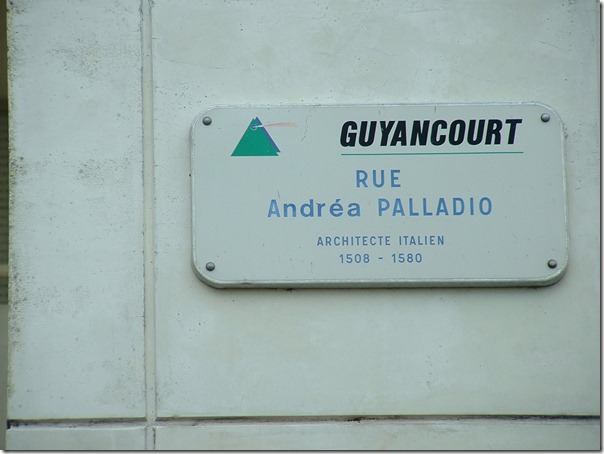 GUYANCOURT
RUE
Andréa PALLADIO
ARCHITECTE ITALIEN
1508 - 1580